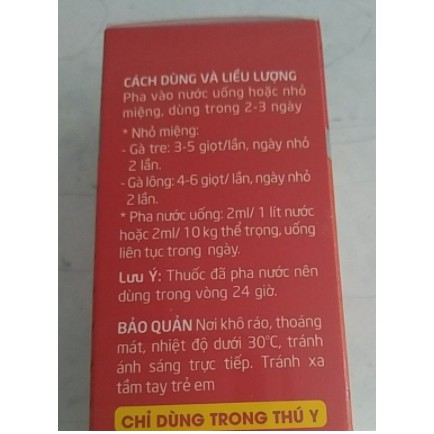 CÁCH DÙNG VÀ LIỀU LƯỢNG
Pha vào nước uống hoặc nhỏ
miệng, dùng trong 2-3 ngày
* Nhỏ miệng:
- Gà tre: 3-5 giọt/lần, ngày nhỏ
2 lần.
- Gà lông: 4-6 giọt/ lần, ngày nhỏ
2 lần.
* Pha nước uống: 2ml/ 1 lít nước
hoặc 2ml/ 10 kg thể trọng, uống
liên tục trong ngày.
Lưu Ý: Thuốc đã pha nước nên
dùng trong vòng 24 giờ.
BẢO QUẢN Nơi khô ráo, thoáng
mát, nhiệt độ dưới 30°C, tránh
ánh sáng trực tiếp. Tránh xa
tầm tay trẻ em
CHỈ DÙNG TRONG THÚ Y